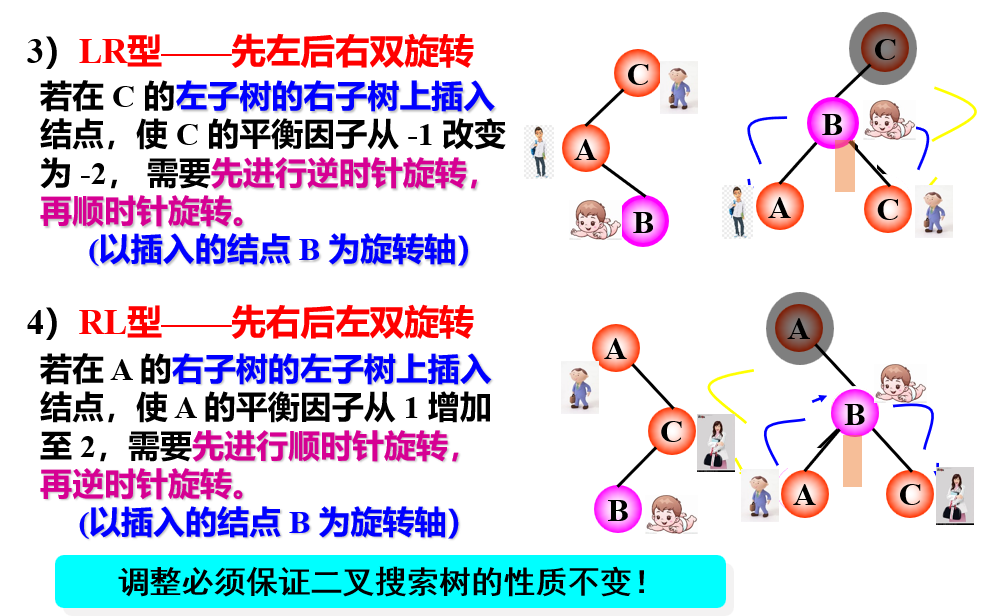 3）LR型——先左后右双旋转
若在 C 的左子树的右子树上插入
结点，使 C 的平衡因子从 -1 改变
为 -2， 需要先进行逆时针旋转，
再顺时针旋转。
(以插入的结点 B 为旋转轴）
C
A
B
C
B
A
C
4）RL型——先右后左双旋转
若在 A 的右子树的左子树上插入
结点，使 A 的平衡因子从 1 增加
至 2，需要先进行顺时针旋转，
再逆时针旋转。
(以插入的结点 B 为旋转轴）
A
C
B
A
B
A
C
调整必须保证二叉搜索树的性质不变！